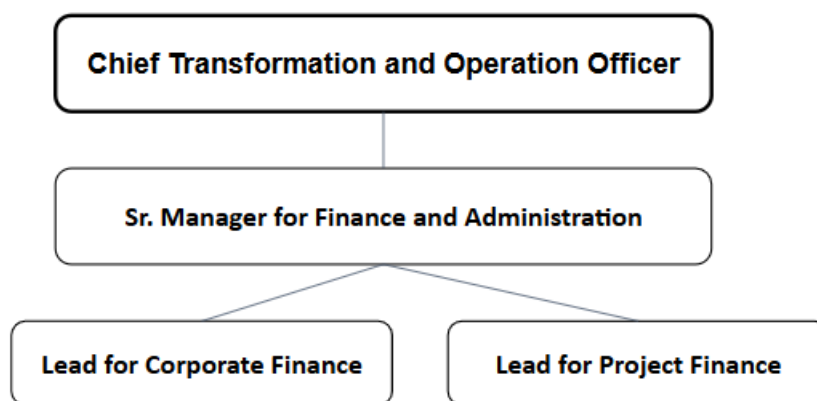 Chief Transformation and Operation Officer
Sr. Manager for Finance and Administration
Lead for Corporate Finance
Lead for Project Finance